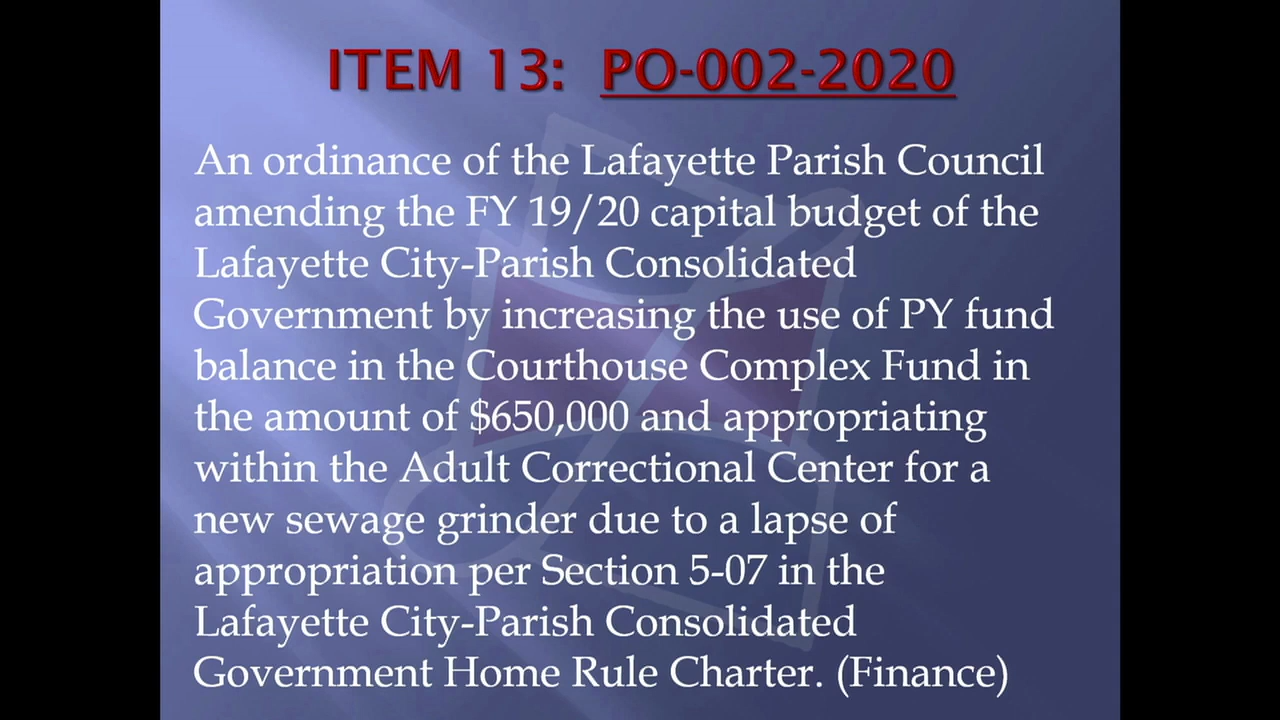 ITEM 13: PO-002-2020
An ordinance of the Lafayette Parish Council
amending the FY 19/20 capital budget of the
Lafayette City-Parish Consolidated
Government by increasing the use of PY fund
balance in the Courthouse Complex Fund in
the amount of $650,000 and appropriating
within the Adult Correctional Center for a
new sewage grinder due to a lapse of
appropriation per Section 5-07 in the
Lafayette City-Parish Consolidated
Government Home Rule Charter. (Finance)